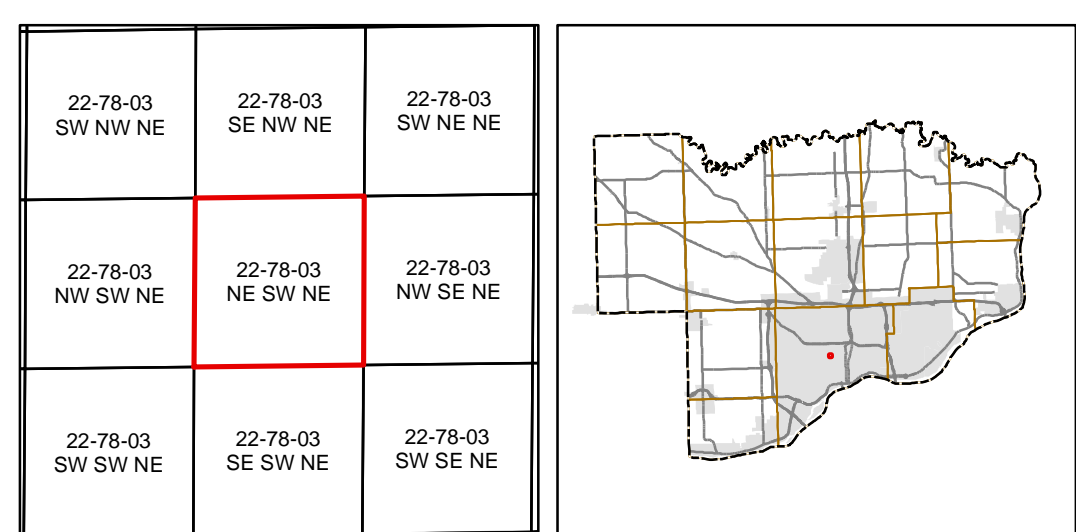 22-78-03
SW NW NE
22-78-03
SE NW NE
22-78-03
SW NE NE
22-78-03
NW SW NE
22-78-03
NE SW NE
22-78-03
NW SE NE
22-78-03
SW SW NE
22-78-03
SE SW NE
22-78-03
SW SE NE